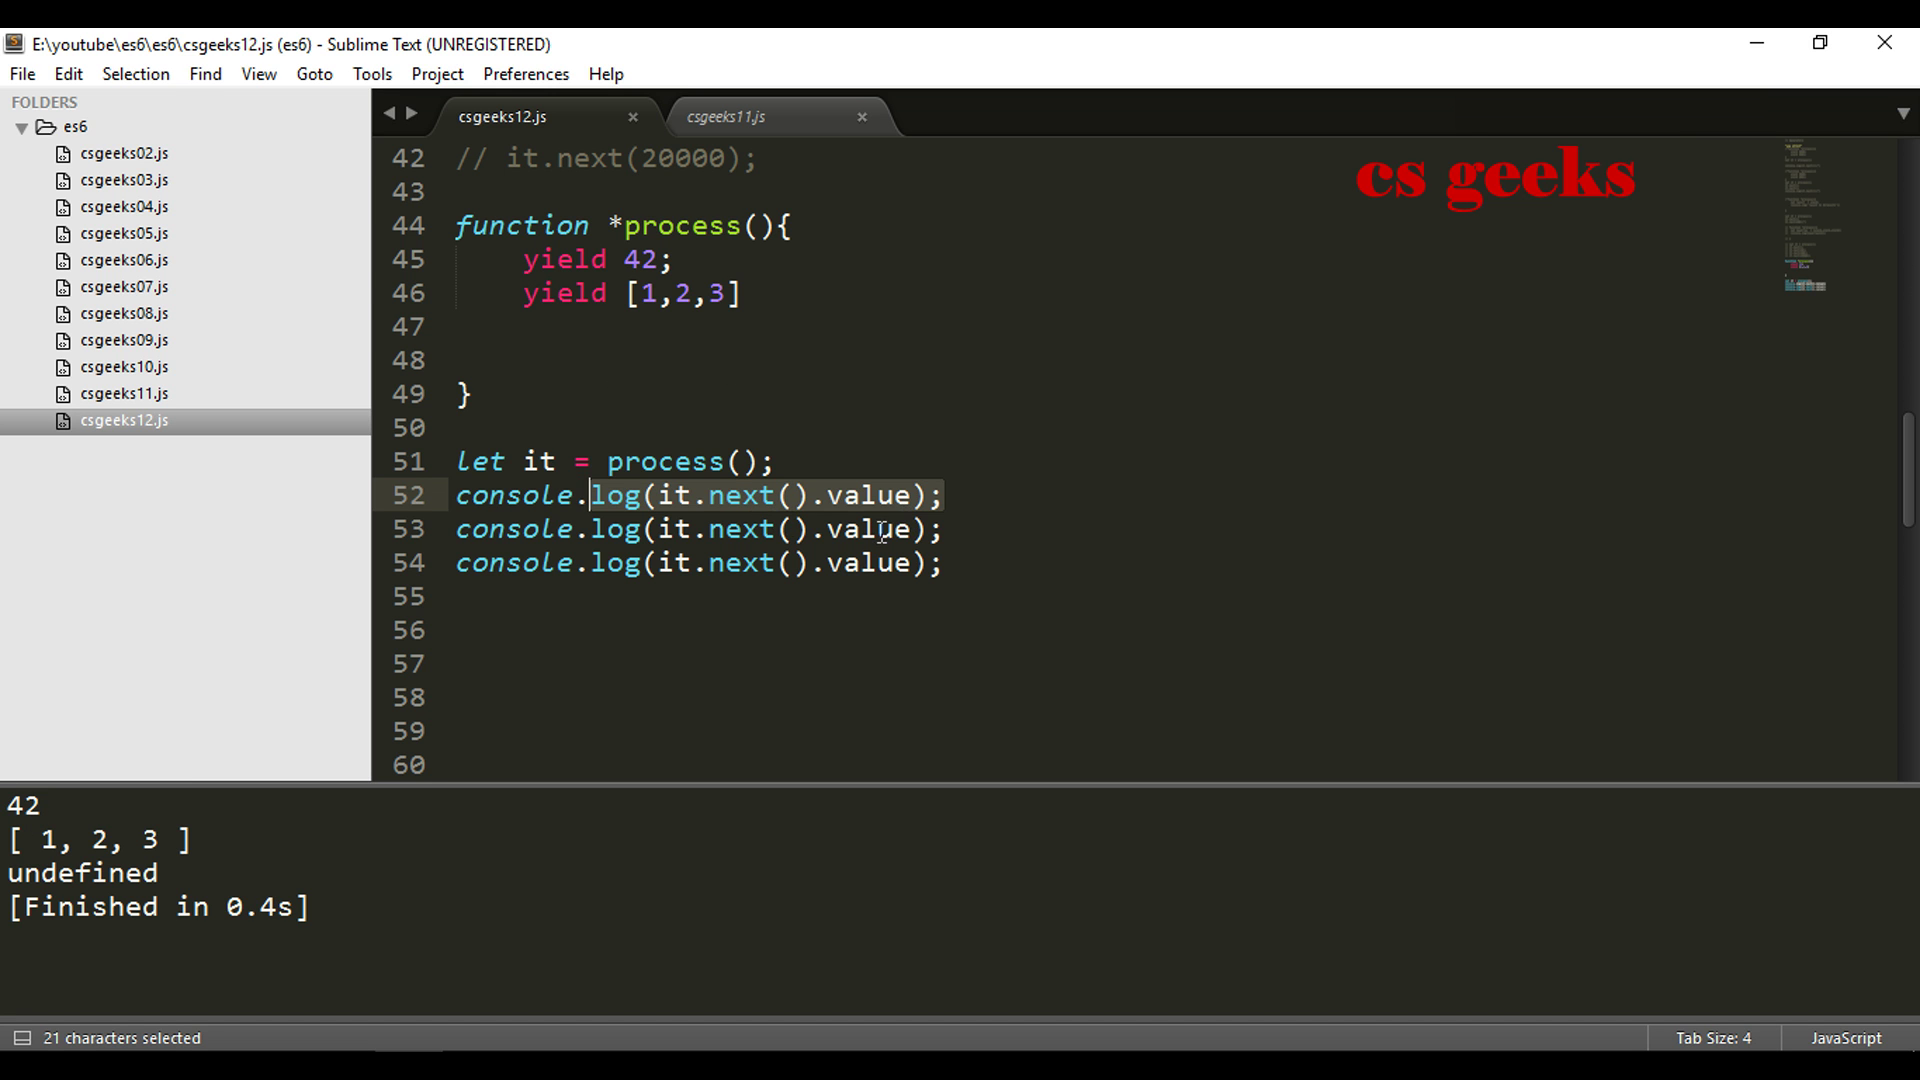 E:\youtube\es6\es6\csgeeks12.js (es6) - Sublime Text (UNREGISTERED)
File Edit Selection Find View Goto Tools Project Preferences Help
FOLDERS
es6
csgeeks02.js
csgeeks03.js
csgeeks04.js
csgeeks05.js
csgeeks06.js
csgeeks07.js
csgeeks08.js
csgeeks09.js
csgeeks10.js
csgeeks11.js
csgeeks12.js
csgeeks12.js × csgeeks11.js ×
cs geeks
42 // it.next(20000);
43
44 function *process(){
45     yield 42;
46     yield [1,2,3]
47
48
49 }
50
51 let it = process();
52 console.log(it.next().value);
53 console.log(it.next().value);
54 console.log(it.next().value);
55
56
57
58
59
60
42
[ 1, 2, 3 ]
undefined
[Finished in 0.4s]
21 characters selected Tab Size: 4 JavaScript